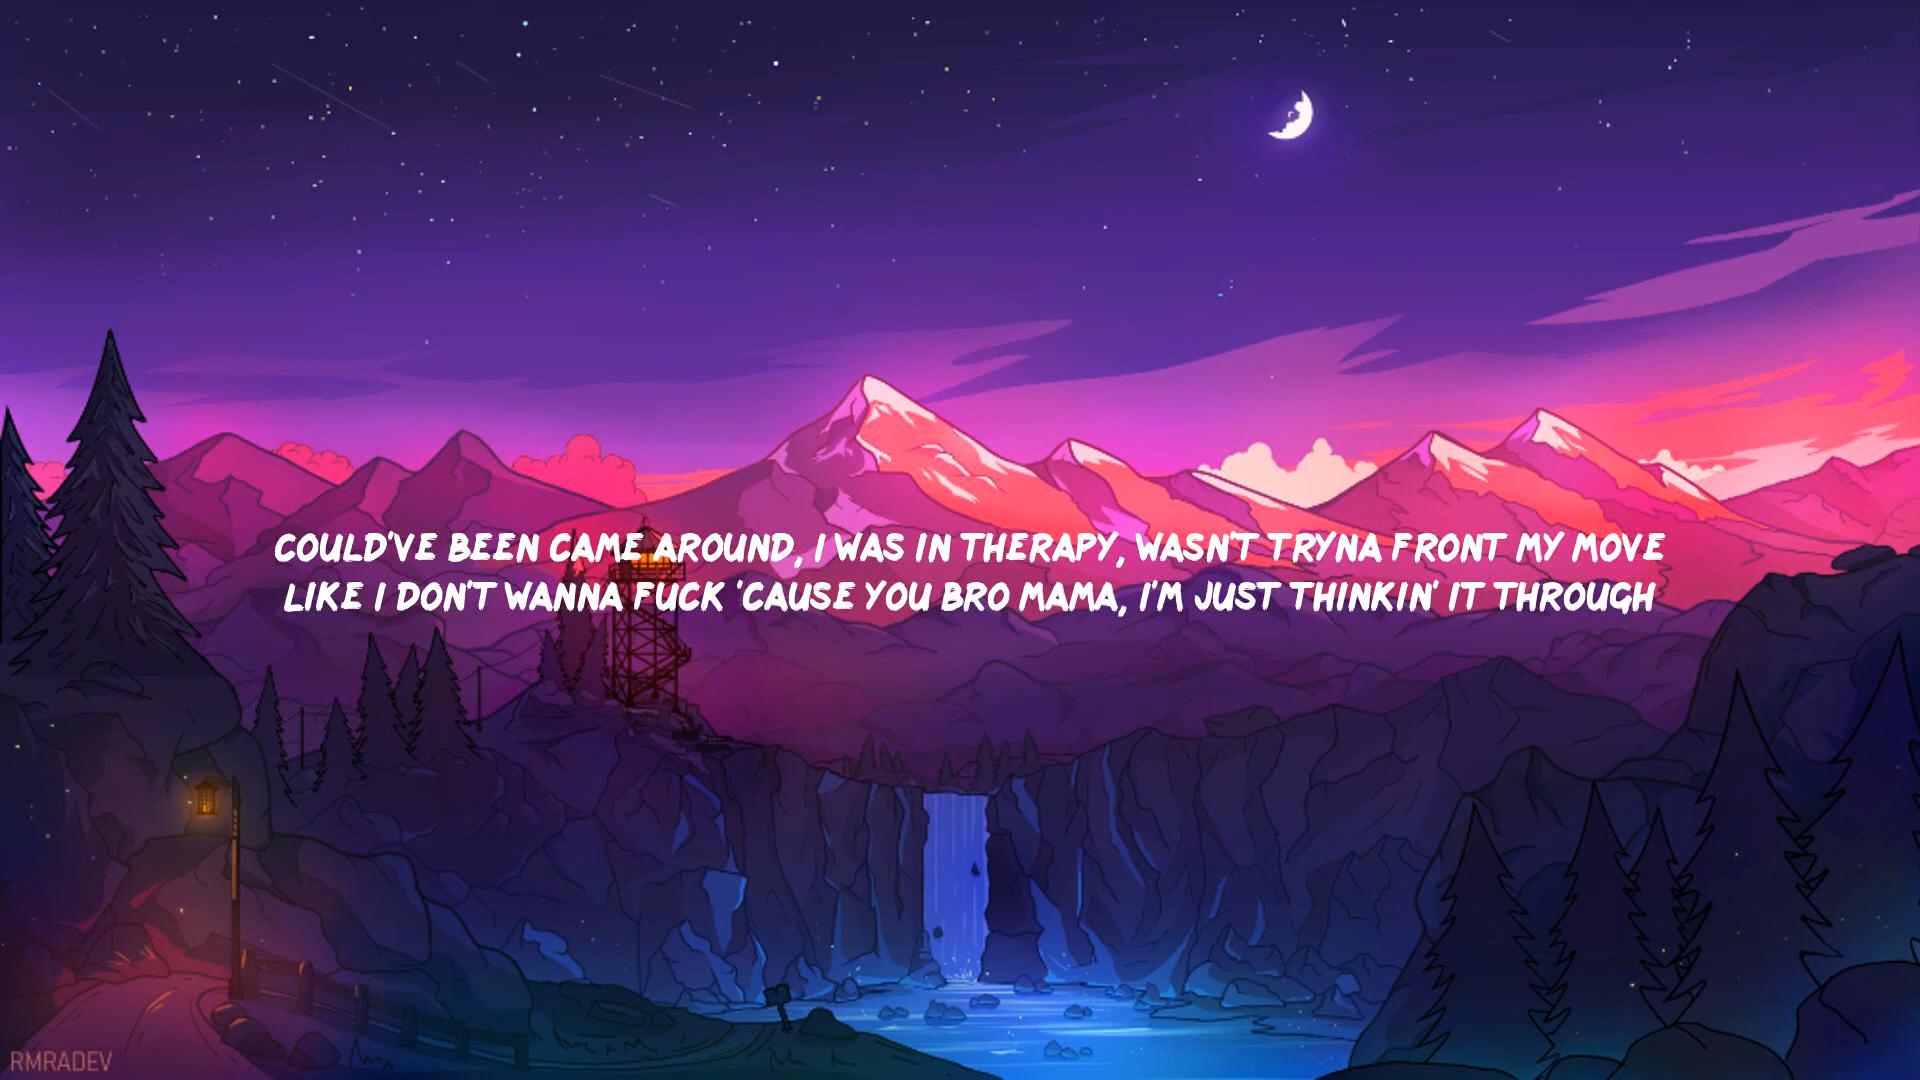 COULD'VE BEEN CAME AROUND, I WAS IN THERAPY, WASN'T TRYNA FRONT MY MOVE
LIKE I DON'T WANNA FUCK 'CAUSE YOU BRO MAMA, I'M JUST THINKIN' IT THROUGH
RMRADEV